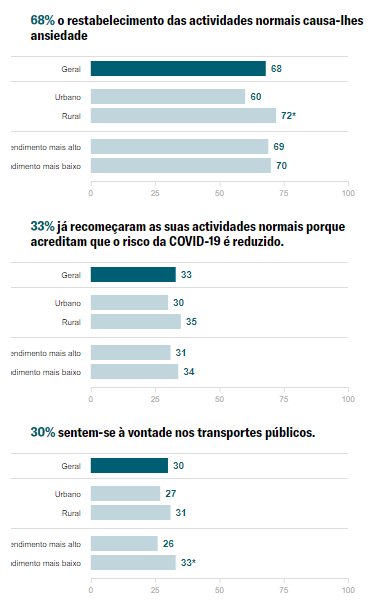 68% o restabelecimento das actividades normais causa-lhes
ansiedade
Geral 68
Urbano 60
Rural 72*
endimento mais alto 69
ndimento mais baixo 70
0 25 50 75 100
33% já recomeçaram as suas actividades normais porque
acreditam que o risco da COVID-19 é reduzido.
Geral 33
Urbano 30
Rural 35
endimento mais alto 31
ndimento mais baixo 34
0 25 50 75 100
30% sentem-se à vontade nos transportes públicos.
Geral 30
Urbano 27
Rural 31
endimento mais alto 26
ndimento mais baixo 33*
0 25 50 75 100